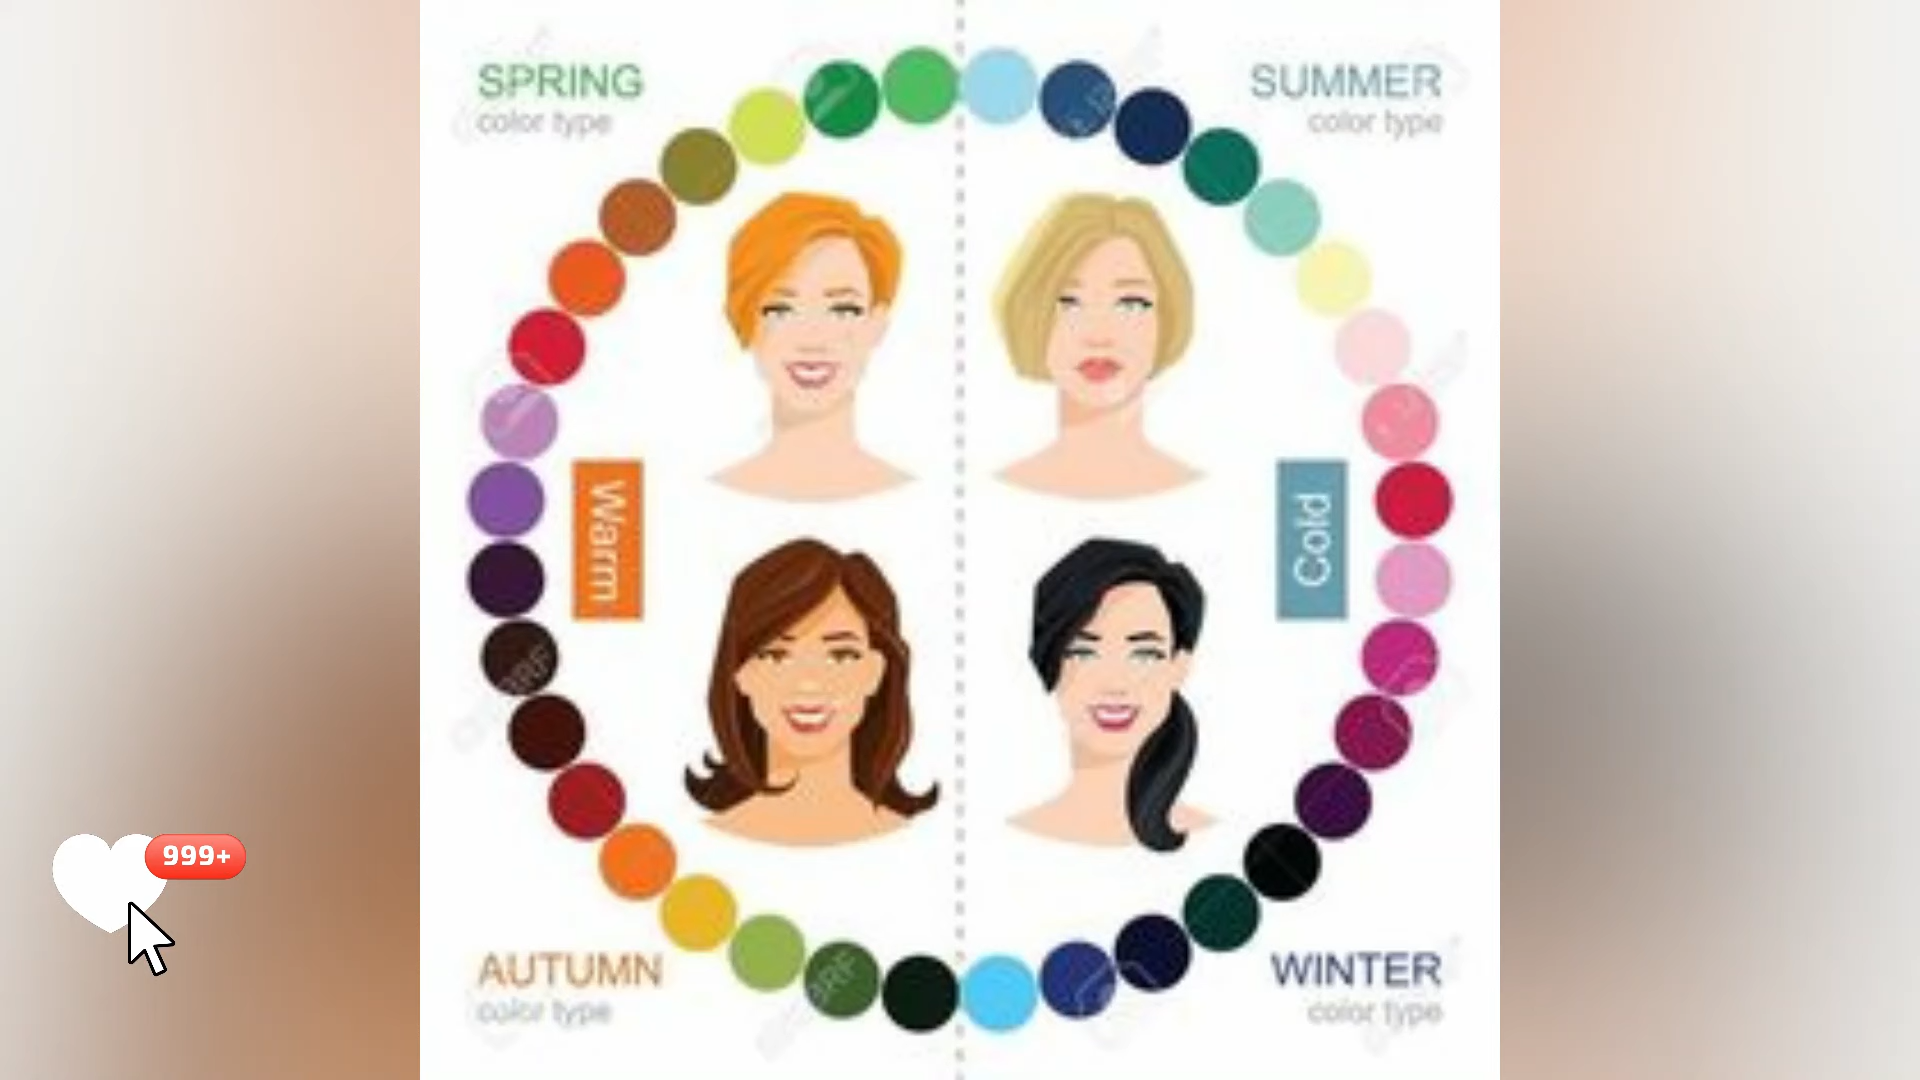 SPRING
color type
SUMMER
color type
Warm
Cold
999+
AUTUMN
color type
WINTER
color type